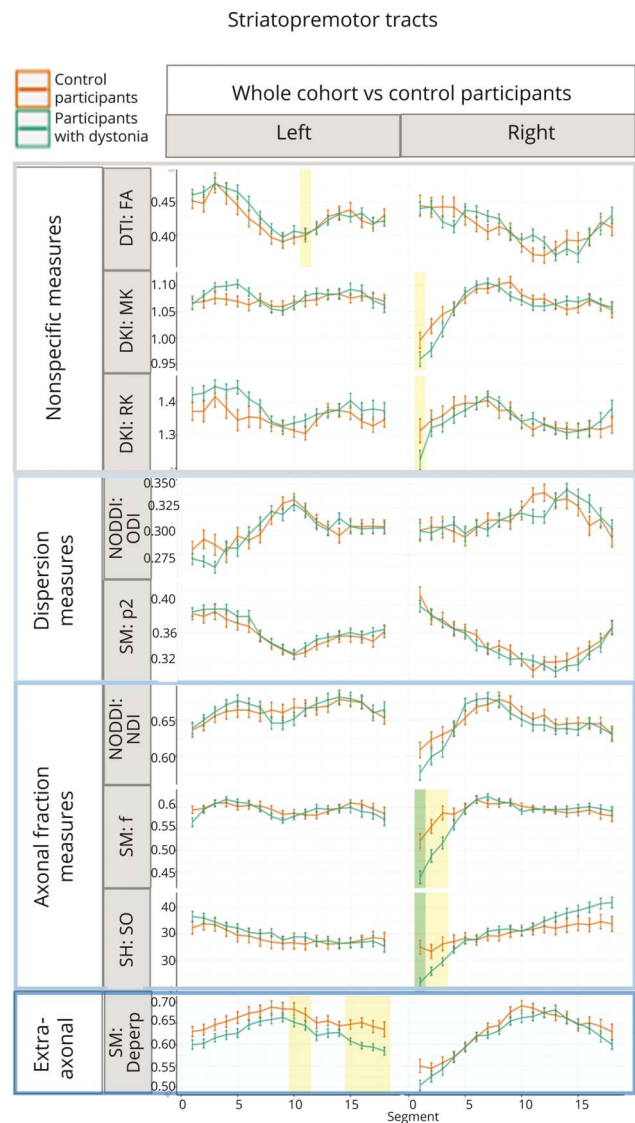 Striatopremotor tracts
Control
participants
Participants
with dystonia
Whole cohort vs control participants
Left
Right
Nonspecific measures
DTI: FA
0.45
0.40
DKI: MK
1.10
1.05
1.00
0.95
DKI: RK
1.4
1.3
Dispersion
measures
NODDI:
ODI
0.350
0.325
0.300
0.275
SM: p2
0.40
0.36
0.32
Axonal fraction
measures
NODDI:
NDI
0.65
0.60
SM: f
0.6
0.55
0.50
0.45
SH: SO
40
30
30
Extra-
axonal
SM:
Deperp
0.70
0.65
0.60
0.55
0.50
0 5 10 15 0 5 10 15
Segment